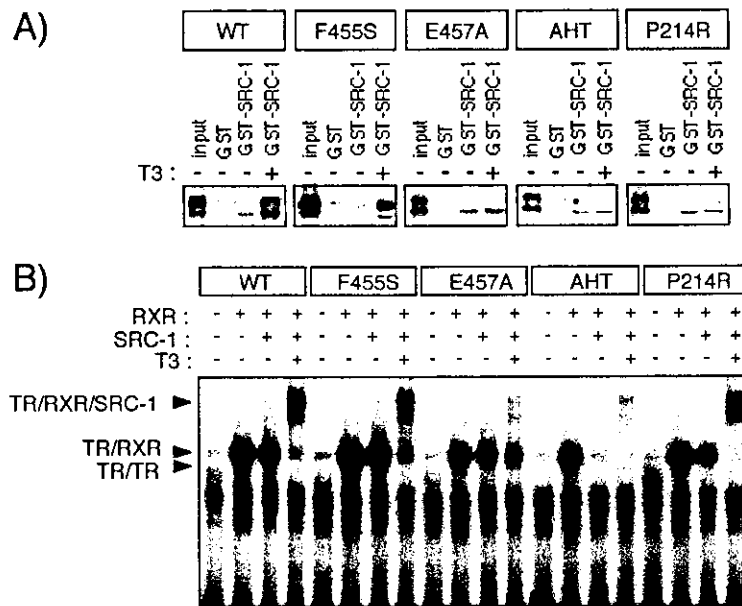 A)
WT F455S E457A AHT P214R
input GST GST-SRC-1 GST-SRC-1 input GST GST-SRC-1 GST-SRC-1 input GST GST-SRC-1 GST-SRC-1 input GST GST-SRC-1 GST-SRC-1 input GST GST-SRC-1 GST-SRC-1
T3 : - - - + - - - + - - - + - - - + - - - +
B)
WT F455S E457A AHT P214R
RXR : - + + + - + + + - + + + - + + + - + + +
SRC-1 : - - + + - - + + - - + + - - + + - - + +
T3 : - - - + - - - + - - - + - - - + - - - +
TR/RXR/SRC-1
TR/RXR
TR/TR